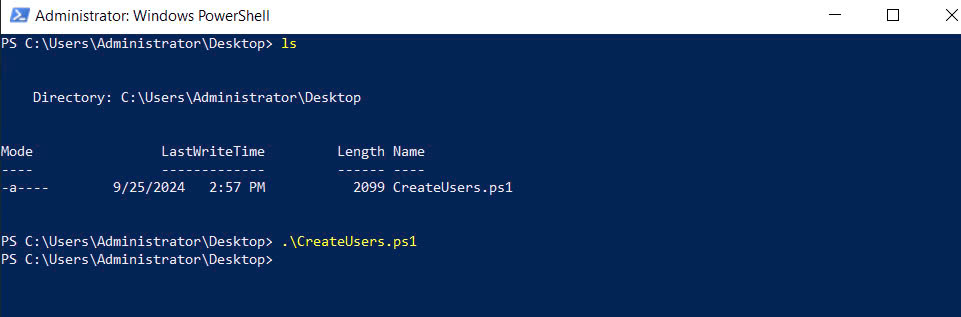 Administrator: Windows PowerShell
PS C:\Users\Administrator\Desktop> ls
Directory: C:\Users\Administrator\Desktop
Mode                LastWriteTime         Length Name
----                -------------         ------ ----
-a----        9/25/2024   2:57 PM           2099 CreateUsers.ps1
PS C:\Users\Administrator\Desktop> .\CreateUsers.ps1
PS C:\Users\Administrator\Desktop>